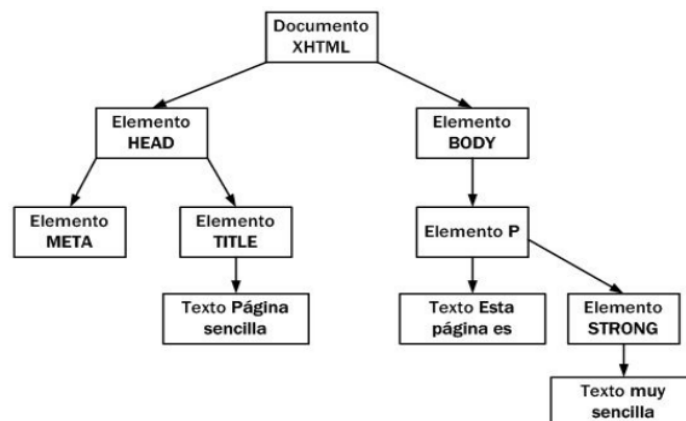 Documento
XHTML
Elemento
HEAD
Elemento
BODY
Elemento
META
Elemento
TITLE
Elemento P
Texto Página
sencilla
Texto Esta
página es
Elemento
STRONG
Texto muy
sencilla